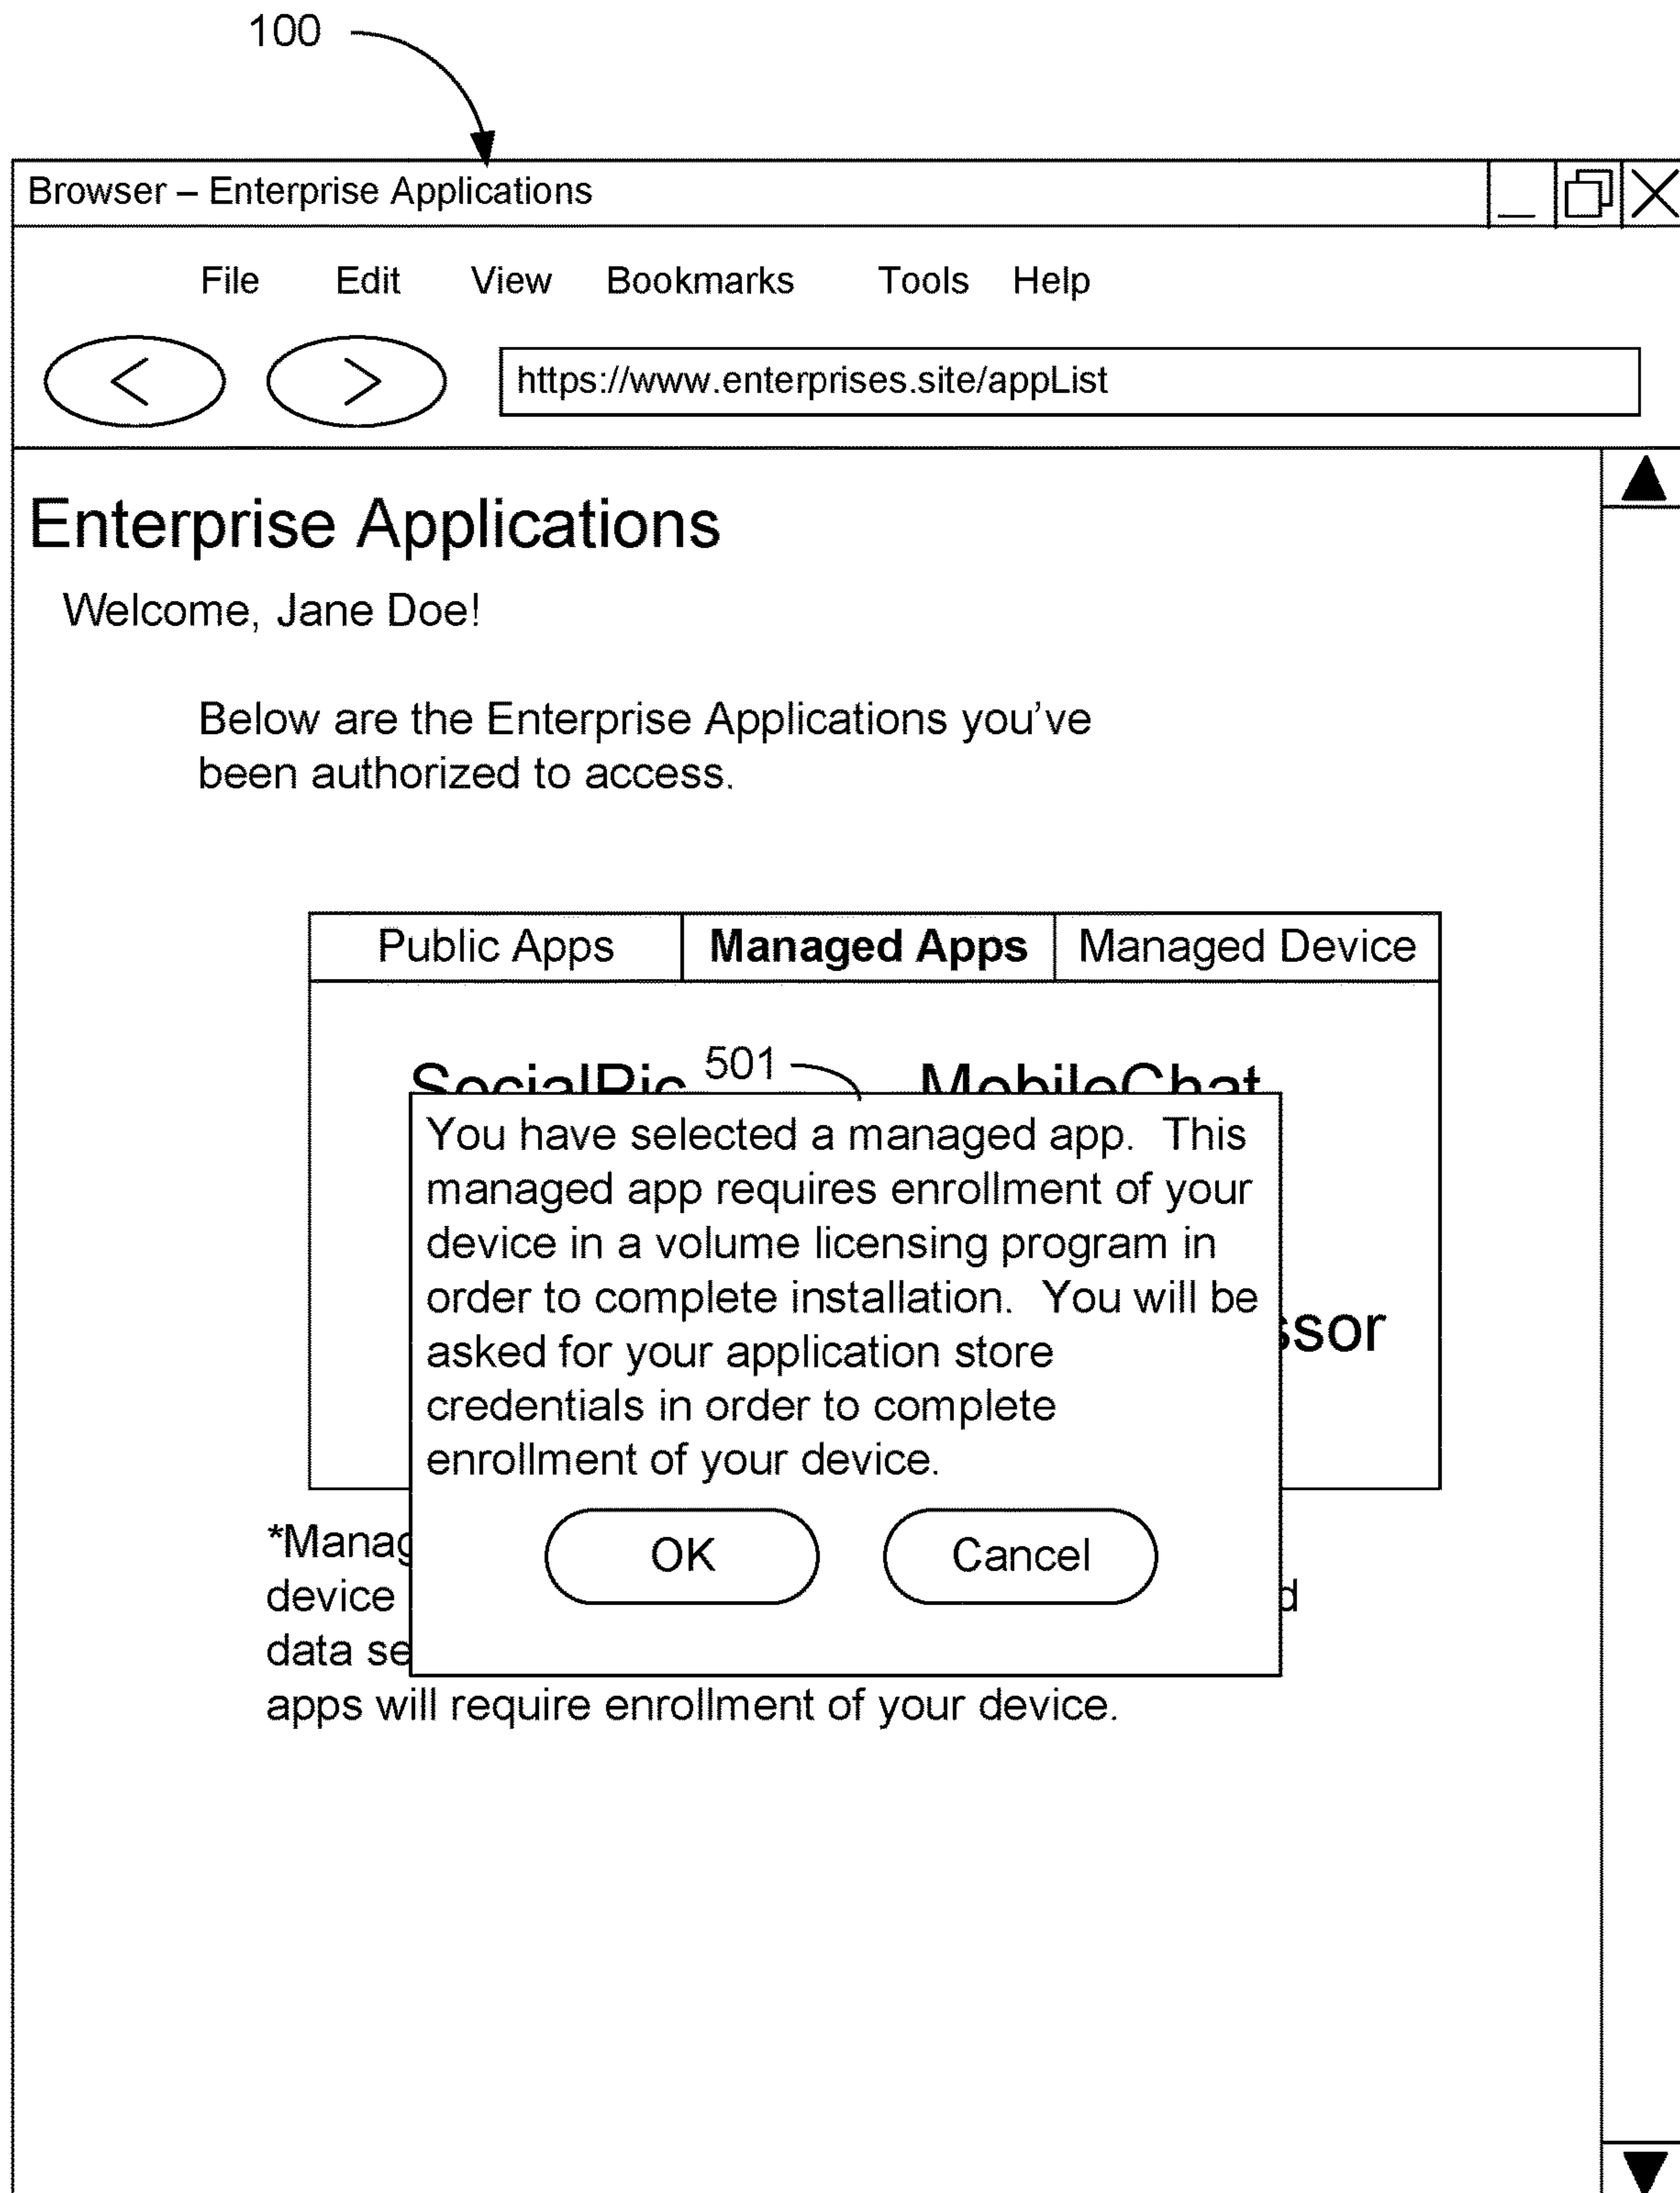 100
Browser – Enterprise Applications
File Edit View Bookmarks Tools Help
https://www.enterprises.site/appList
Enterprise Applications
Welcome, Jane Doe!
Below are the Enterprise Applications you've
been authorized to access.
Public Apps Managed Apps Managed Device
SocialPic 501 MobileChat
You have selected a managed app. This
managed app requires enrollment of your
device in a volume licensing program in
order to complete installation. You will be
asked for your application store
credentials in order to complete
enrollment of your device.
OK Cancel
device
data
apps will require enrollment of your device.